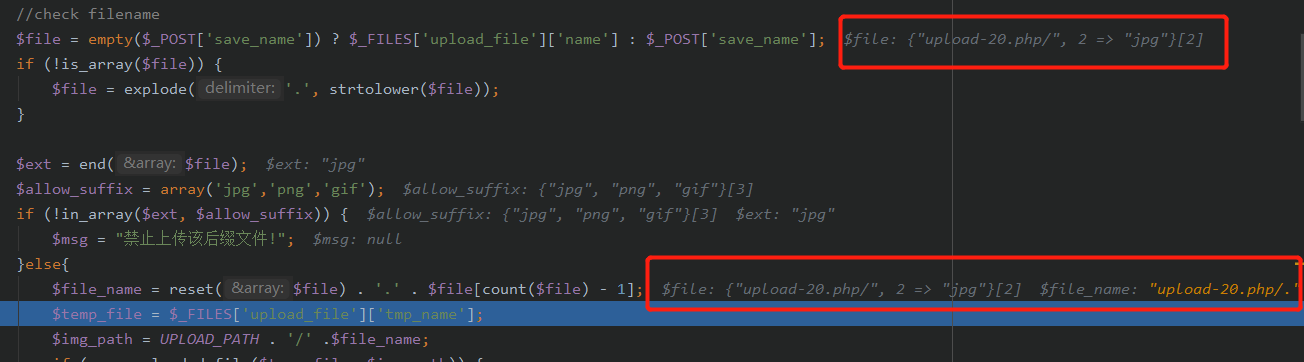 //check filename
$file = empty($_POST['save_name']) ? $_FILES['upload_file']['name'] : $_POST['save_name']; $file: {"upload-20.php/", 2 => "jpg"}[2]
if (!is_array($file)) {
$file = explode( delimiter: '.', strtolower($file));
}
$ext = end( &array: $file); $ext: "jpg"
$allow_suffix = array('jpg','png','gif'); $allow_suffix: {"jpg", "png", "gif"}[3]
if (!in_array($ext, $allow_suffix)) { $allow_suffix: {"jpg", "png", "gif"}[3] $ext: "jpg"
$msg = "禁止上传该后缀文件!"; $msg: null
}else{
$file_name = reset( &array: $file) . '.' . $file[count($file) - 1]; $file: {"upload-20.php/", 2 => "jpg"}[2] $file_name: "upload-20.php/."
$temp_file = $_FILES['upload_file']['tmp_name'];
$img_path = UPLOAD_PATH . '/' .$file_name;